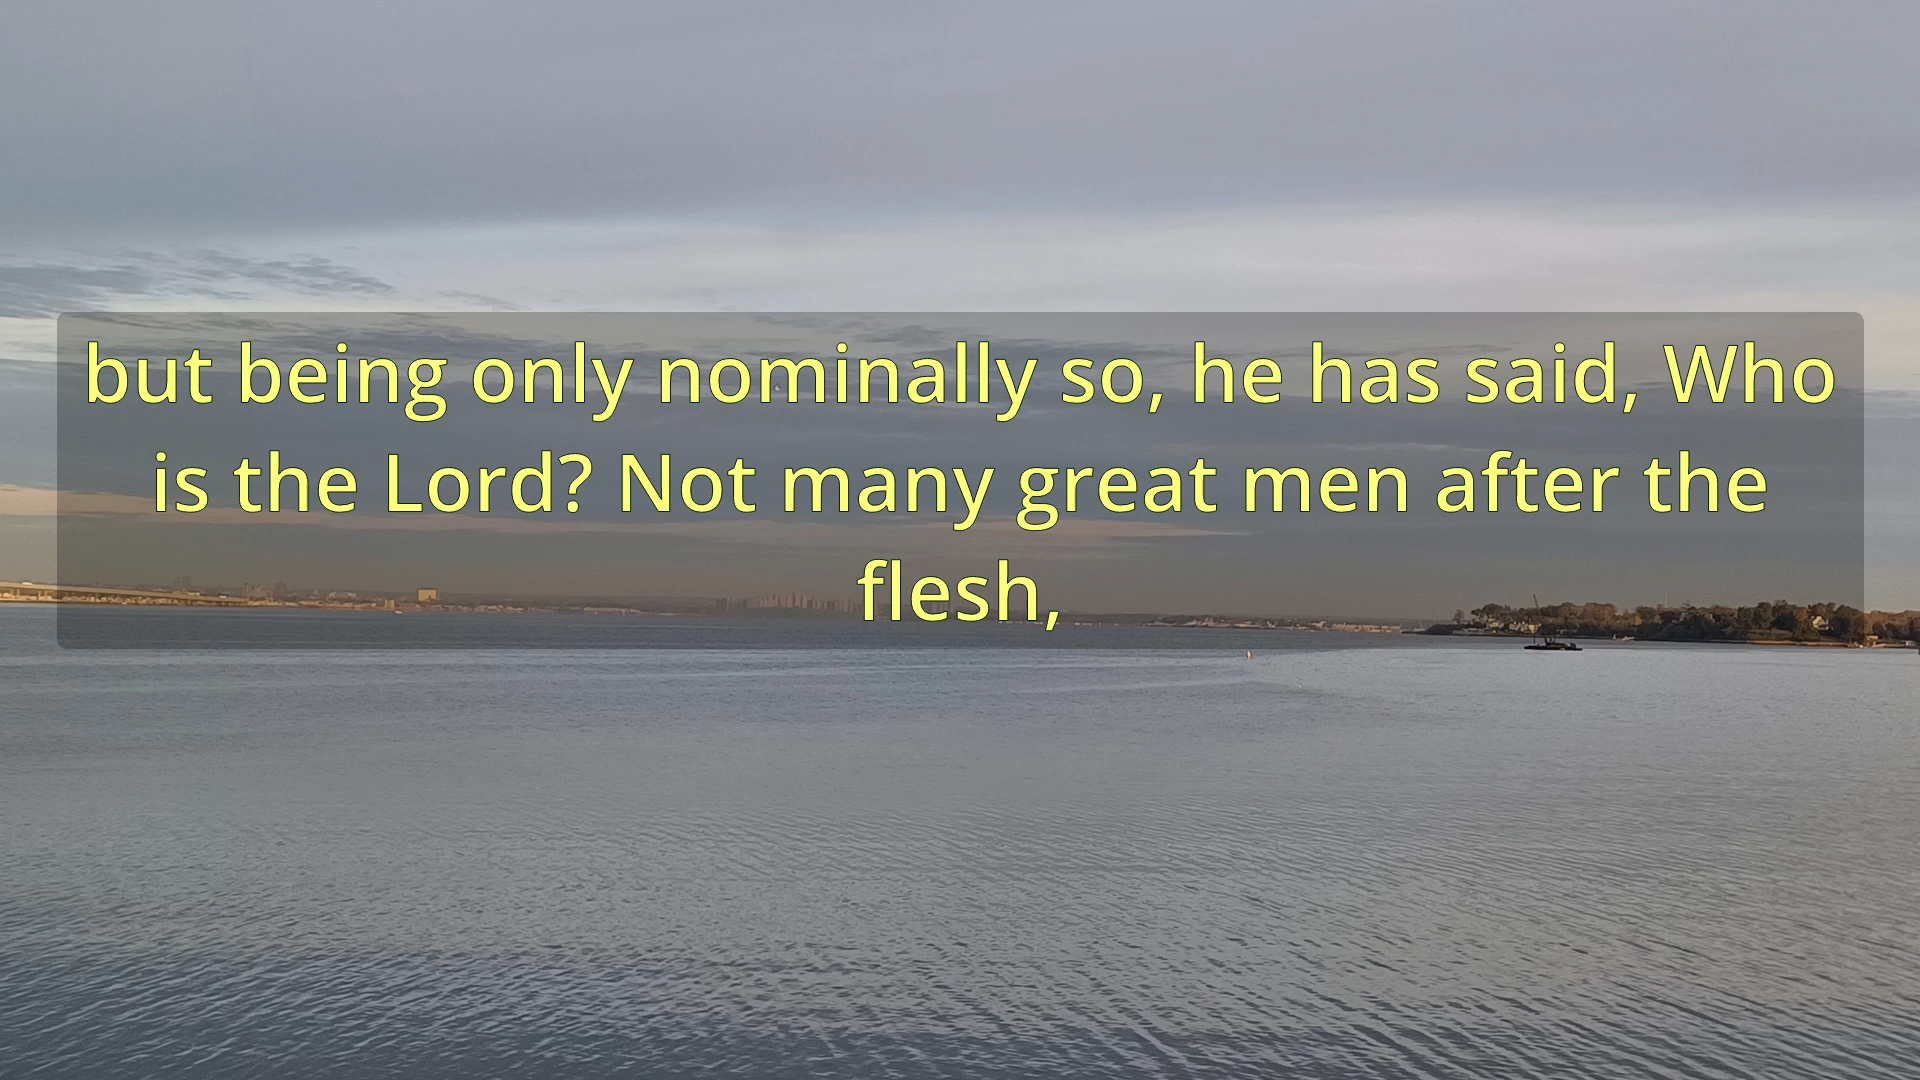 but being only nominally so, he has said, Who
is the Lord? Not many great men after the
flesh,